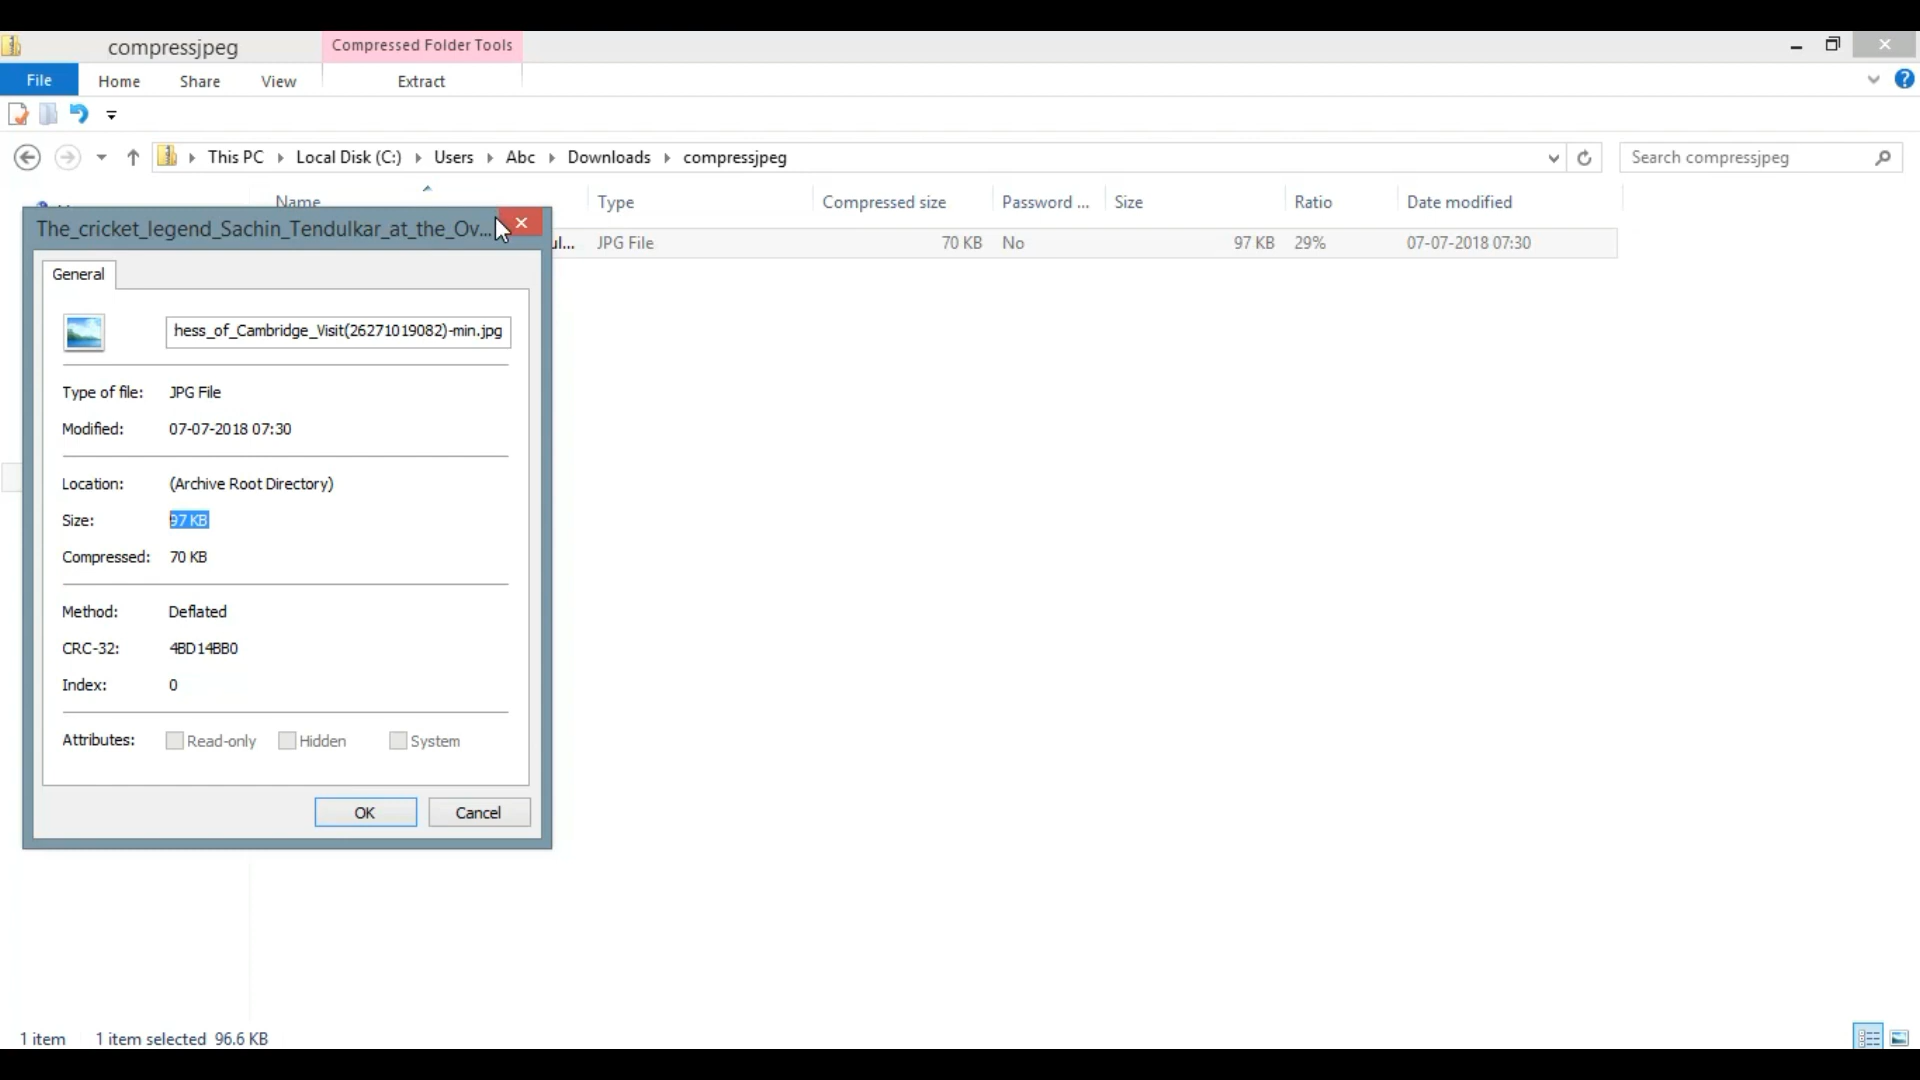 compressjpeg
Compressed Folder Tools
File Home Share View Extract
This PC Local Disk (C:) Users Abc Downloads compressjpeg
Search compressjpeg
Name Type Compressed size Password ... Size Ratio Date modified
ul... JPG File 70 KB No 97 KB 29% 07-07-2018 07:30
The_cricket_legend_Sachin_Tendulkar_at_the_Ov...
General
hess_of_Cambridge_Visit(26271019082)-min.jpg
Type of file: JPG File
Modified: 07-07-2018 07:30
Location: (Archive Root Directory)
Size: 97 KB
Compressed: 70 KB
Method: Deflated
CRC-32: 4BD14BB0
Index: 0
Attributes: Read-only Hidden System
OK Cancel
1 item 1 item selected 96.6 KB